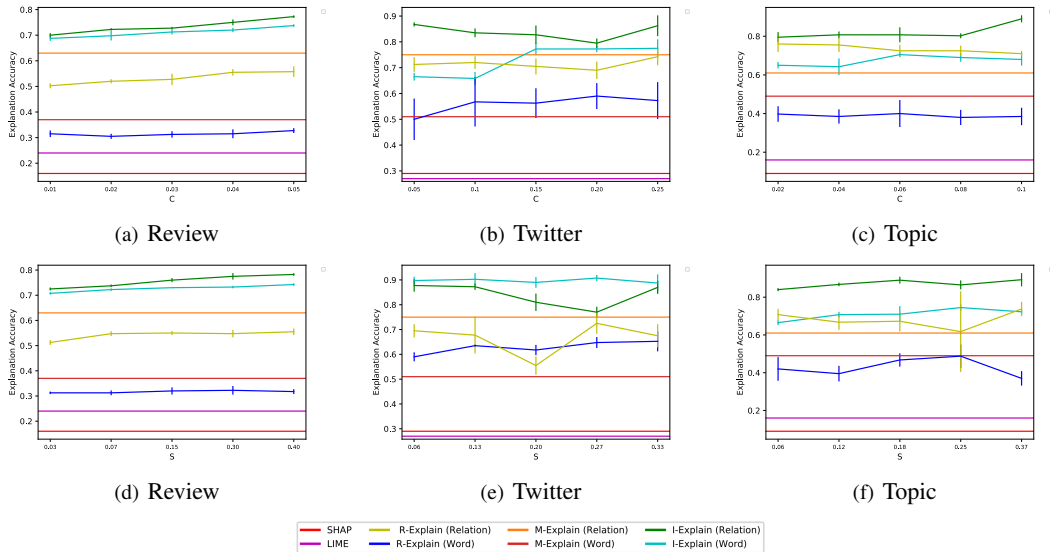 0.8
0.7
0.6
0.5
0.4
0.3
0.2
Explanation Accuracy
0.01 0.02 0.03 0.04 0.05
C
(a) Review
0.9
0.8
0.7
0.6
0.5
0.4
0.3
Explanation Accuracy
0.05 0.1 0.15 0.20 0.25
C
(b) Twitter
0.8
0.6
0.4
0.2
Explanation Accuracy
0.02 0.04 0.06 0.08 0.1
C
(c) Topic
0.8
0.7
0.6
0.5
0.4
0.3
0.2
Explanation Accuracy
0.03 0.07 0.15 0.30 0.40
S
(d) Review
0.9
0.8
0.7
0.6
0.5
0.4
0.3
Explanation Accuracy
0.06 0.13 0.20 0.27 0.33
S
(e) Twitter
0.8
0.6
0.4
0.2
Explanation Accuracy
0.06 0.12 0.18 0.25 0.37
S
(f) Topic
SHAP R-Explain (Relation) M-Explain (Relation) I-Explain (Relation)
LIME R-Explain (Word) M-Explain (Word) I-Explain (Word)